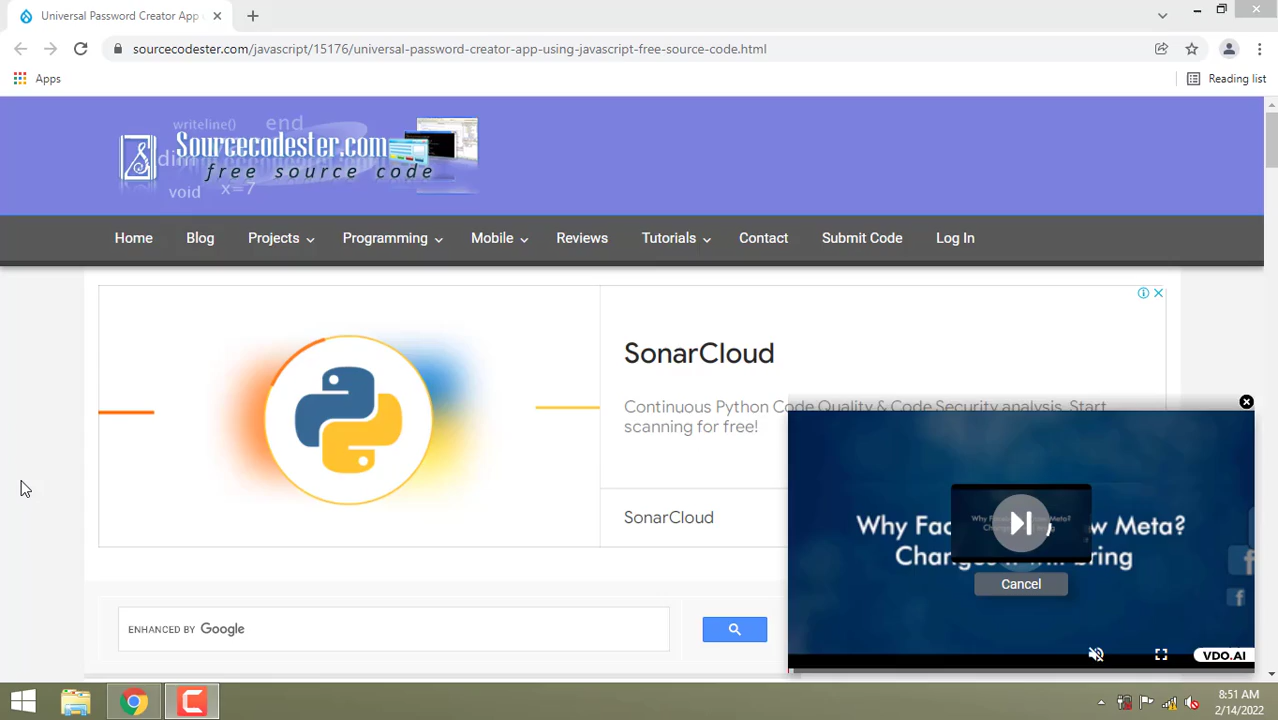 Universal Password Creator App
sourcecodester.com/javascript/15176/universal-password-creator-app-using-javascript-free-source-code.html
Apps
Reading list
writeline()
end
Sourcecodester.com
dim
free source code
void
x=7
Home
Blog
Projects
Programming
Mobile
Reviews
Tutorials
Contact
Submit Code
Log In
SonarCloud
Continuous Python Code Quality & Code Security analysis. Start
scanning for free!
SonarCloud
Why Fac w Meta?
Chang bring
Cancel
VDO.AI
ENHANCED BY Google
8:51 AM
2/14/2022